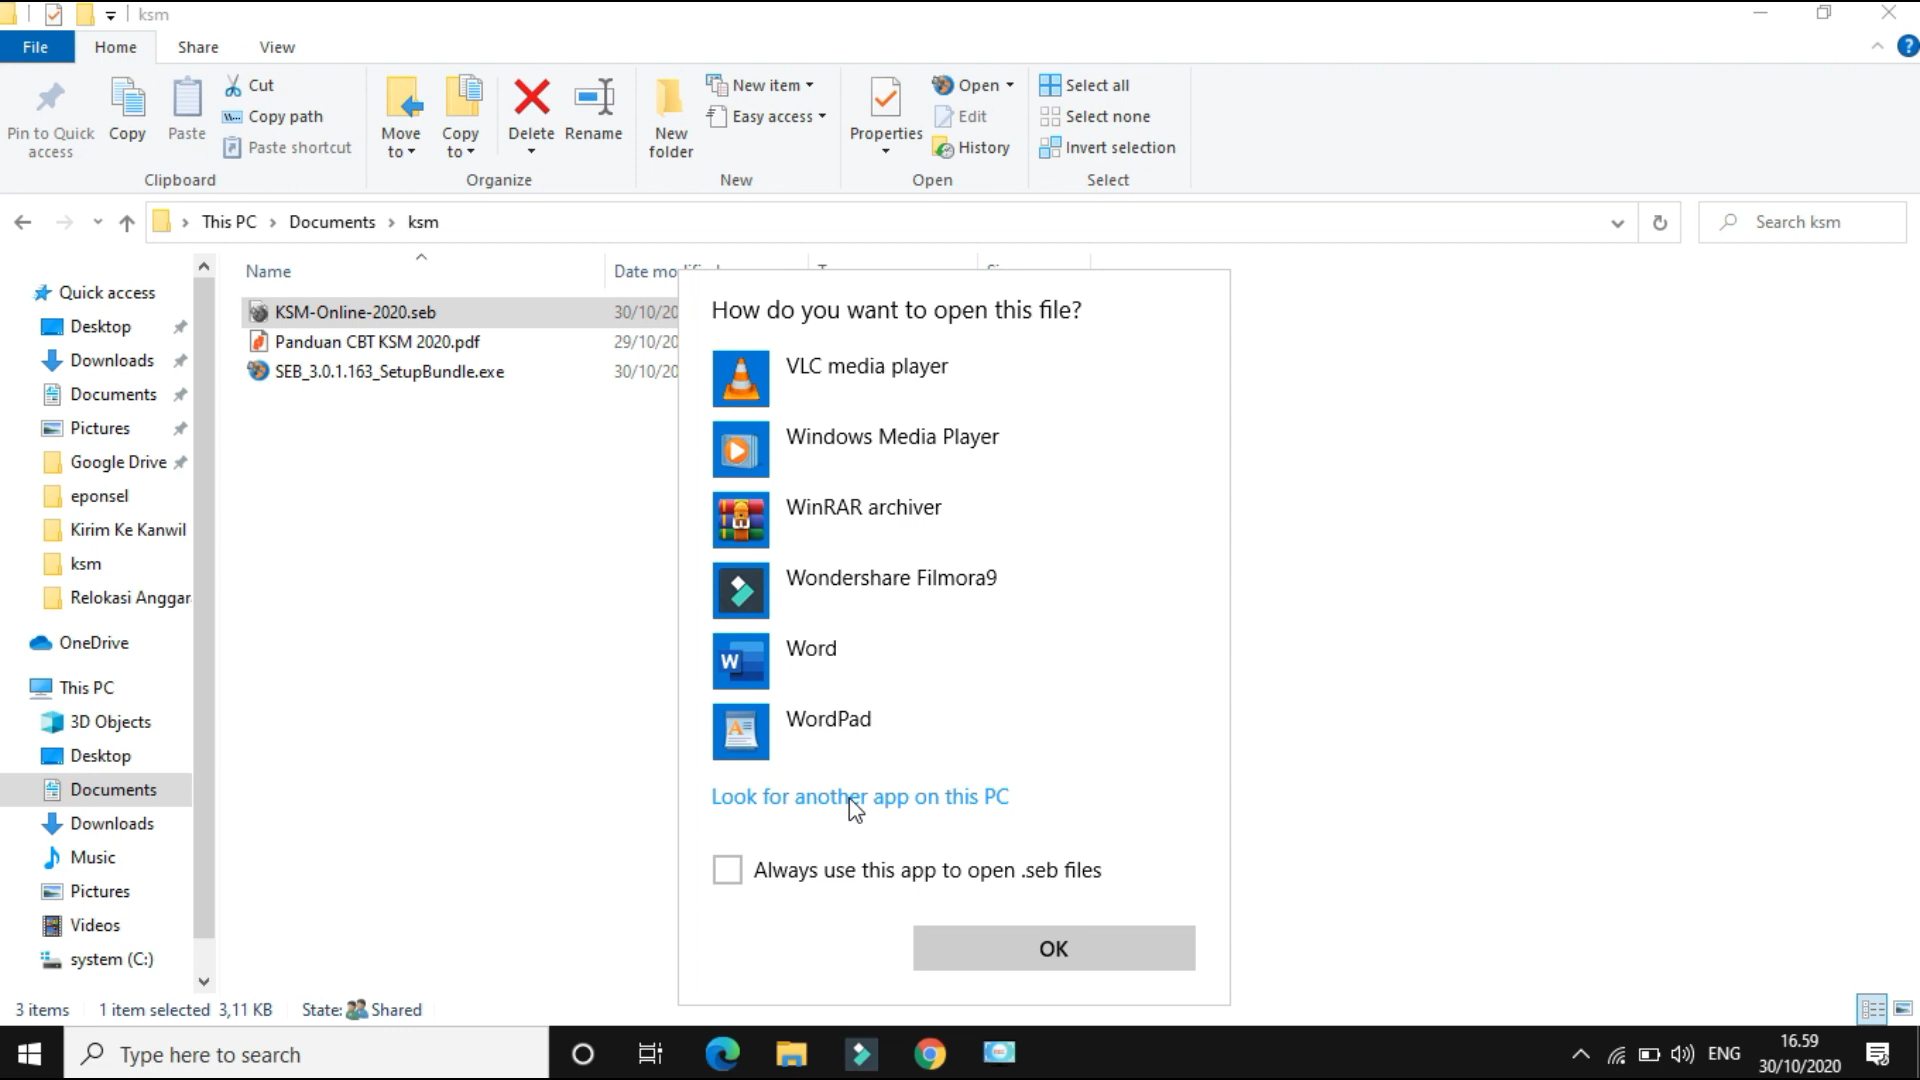 ksm
File
Home
Share
View
Pin to Quick
access
Copy
Paste
Cut
Copy path
Paste shortcut
Clipboard
Move
to
Copy
to
Delete
Rename
Organize
New
folder
New item
Easy access
New
Properties
Open
Edit
History
Open
Select all
Select none
Invert selection
Select
This PC
Documents
ksm
Search ksm
Name
KSM-Online-2020.seb
30/10/20
Panduan CBT KSM 2020.pdf
29/10/20
SEB_3.0.1.163_SetupBundle.exe
30/10/20
Quick access
Desktop
Downloads
Documents
Pictures
Google Drive
eponsel
Kirim Ke Kanwil
ksm
Relokasi Anggar
OneDrive
This PC
3D Objects
Desktop
Documents
Downloads
Music
Pictures
Videos
system (C:)
How do you want to open this file?
VLC media player
Windows Media Player
WinRAR archiver
Wondershare Filmora9
Word
WordPad
Look for another app on this PC
Always use this app to open .seb files
OK
3 items
1 item selected 3,11 KB
State: Shared
Type here to search
ENG
16.59
30/10/2020